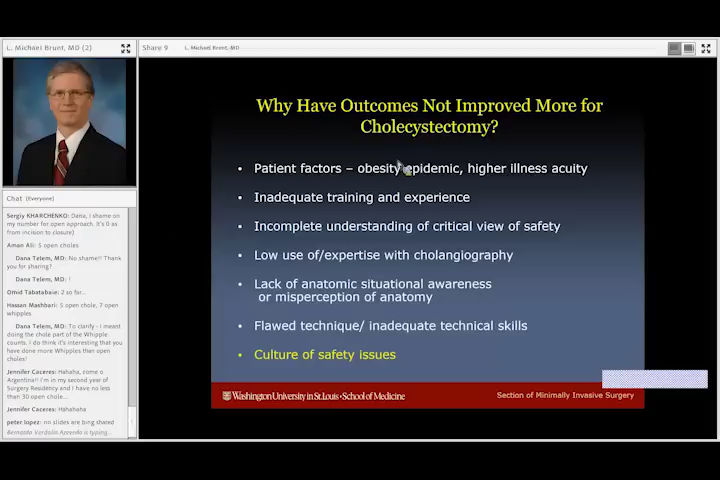 L. Michael Brunt, MD (2)
Share 9 L. Michael Brunt, MD
Why Have Outcomes Not Improved More for
Cholecystectomy?
• Patient factors – obesity epidemic, higher illness acuity
• Inadequate training and experience
• Incomplete understanding of critical view of safety
• Low use of/expertise with cholangiography
• Lack of anatomic situational awareness
or misperception of anatomy
• Flawed technique/ inadequate technical skills
• Culture of safety issues
Washington University in St. Louis • School of Medicine
Section of Minimally Invasive Surgery
Chat (Everyone)
Sergiy KHARCHENKO: Dana, i shame on
my number for open approach. It's 0 as
from incision to closure)
Aman Ali: 5 open choles
Dana Telem, MD: No shame!! Thank
you for sharing?
Dana Telem, MD: !
Omid Tabatabaie: 2 so far...
Hassan Mashbari: 5 open chole, 7 open
whipples
Dana Telem, MD: To clarify - I meant
doing the chole part of the Whipple
counts. I do think it's interesting that you
have done more Whipples then open
choles!
Jennifer Caceres: Hahaha, come o
Argentina!! I'm in my second year of
Surgery Residency and I have no less
than 30 open chole...
Jennifer Caceres: Hahahaha
peter lopez: no slides are bing shared
is typing...